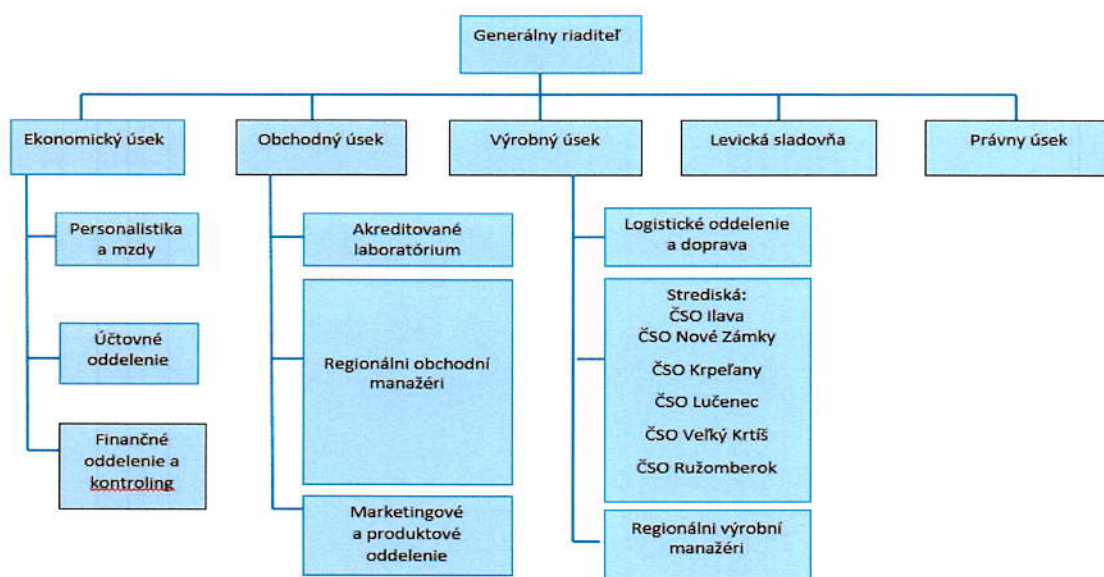 Generálny riaditeľ
Ekonomický úsek
Obchodný úsek
Výrobný úsek
Levická sladovňa
Právny úsek
Personalistika
a mzdy
Účtovné
oddelenie
Finančné
oddelenie a
kontroling
Akreditované
laboratórium
Regionálni obchodní
manažéri
Marketingové
a produktové
oddelenie
Logistické oddelenie
a doprava
Strediská:
ČSO Ilava
ČSO Nové Zámky
ČSO Krpeľany
ČSO Lučenec
ČSO Veľký Krtíš
ČSO Ružomberok
Regionálni výrobní
manažéri